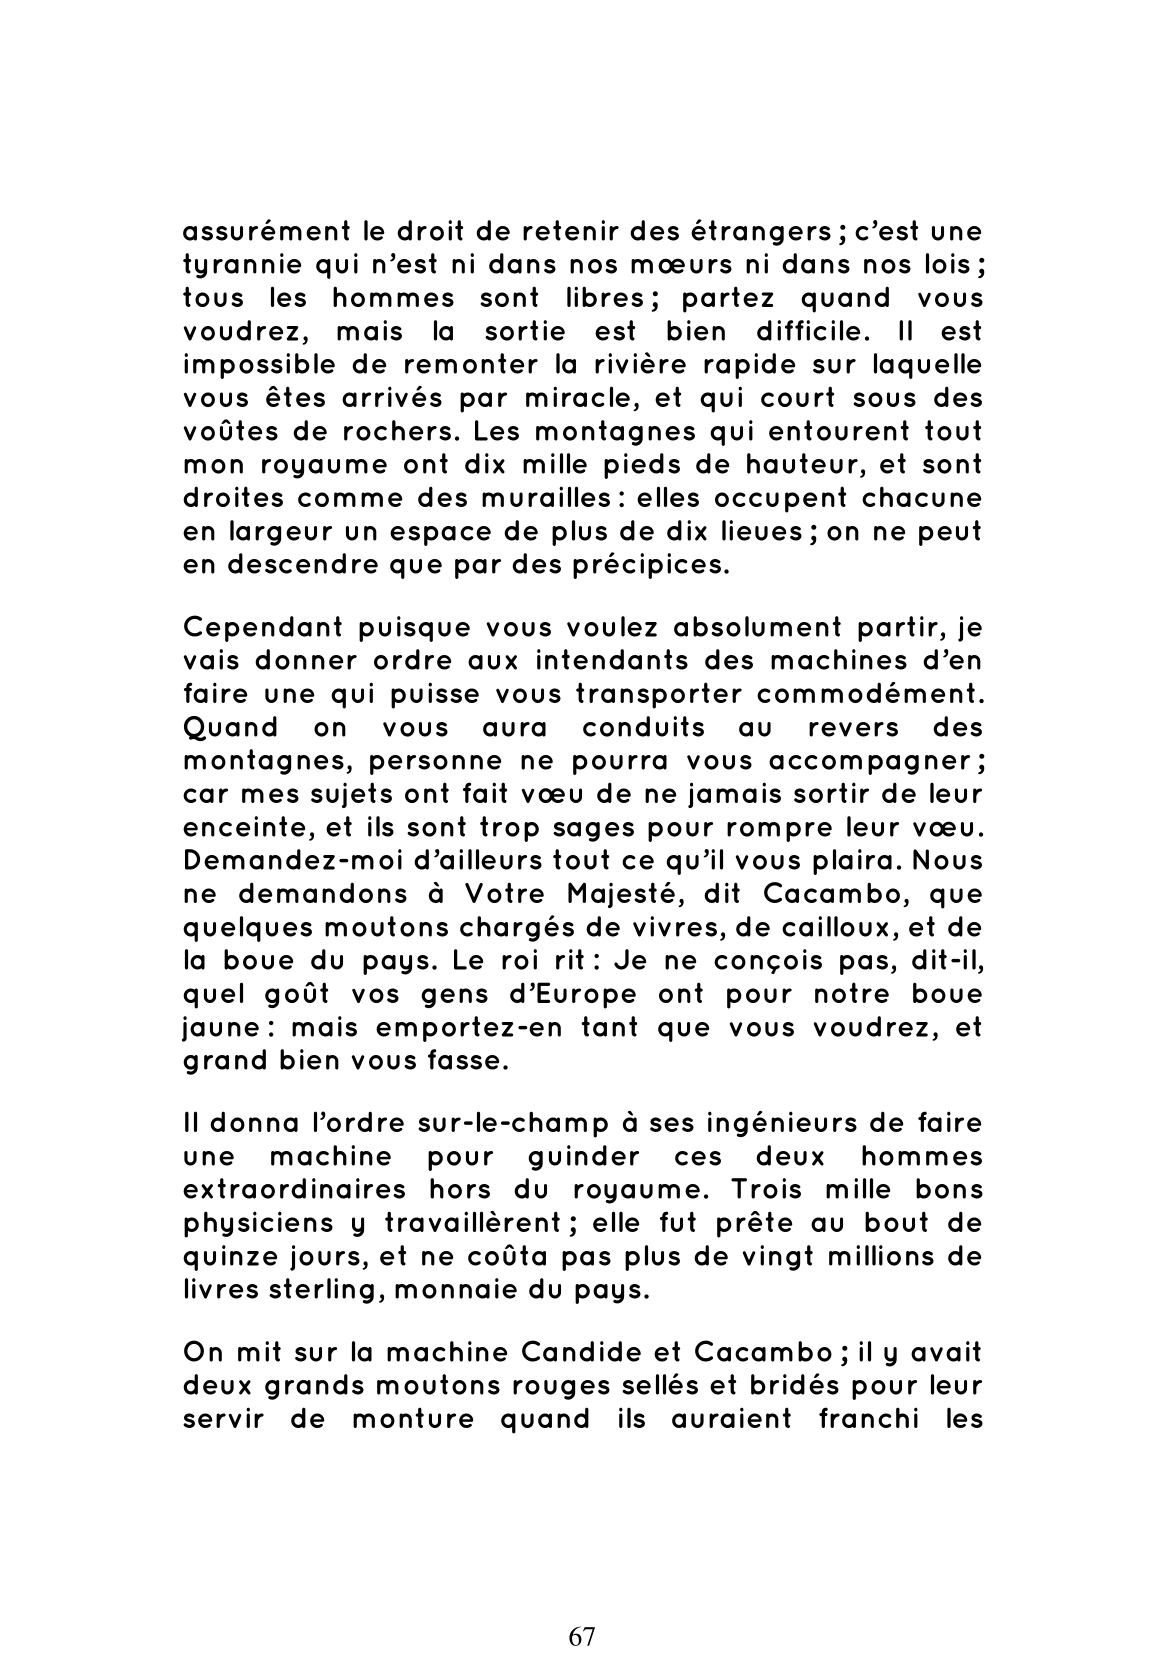 assurément le droit de retenir des étrangers ; c’est une
tyrannie qui n’est ni dans nos mœurs ni dans nos lois ;
tous les hommes sont libres ; partez quand vous
voudrez, mais la sortie est bien difficile. Il est
impossible de remonter la rivière rapide sur laquelle
vous êtes arrivés par miracle, et qui court sous des
voûtes de rochers. Les montagnes qui entourent tout
mon royaume ont dix mille pieds de hauteur, et sont
droites comme des murailles : elles occupent chacune
en largeur un espace de plus de dix lieues ; on ne peut
en descendre que par des précipices.
Cependant puisque vous voulez absolument partir, je
vais donner ordre aux intendants des machines d’en
faire une qui puisse vous transporter commodément.
Quand on vous aura conduits au revers des
montagnes, personne ne pourra vous accompagner ;
car mes sujets ont fait vœu de ne jamais sortir de leur
enceinte, et ils sont trop sages pour rompre leur vœu.
Demandez-moi d’ailleurs tout ce qu’il vous plaira. Nous
ne demandons à Votre Majesté, dit Cacambo, que
quelques moutons chargés de vivres, de cailloux, et de
la boue du pays. Le roi rit : Je ne conçois pas, dit-il,
quel goût vos gens d’Europe ont pour notre boue
jaune : mais emportez-en tant que vous voudrez, et
grand bien vous fasse.
Il donna l’ordre sur-le-champ à ses ingénieurs de faire
une machine pour guinder ces deux hommes
extraordinaires hors du royaume. Trois mille bons
physiciens y travaillèrent ; elle fut prête au bout de
quinze jours, et ne coûta pas plus de vingt millions de
livres sterling, monnaie du pays.
On mit sur la machine Candide et Cacambo ; il y avait
deux grands moutons rouges sellés et bridés pour leur
servir de monture quand ils auraient franchi les
67